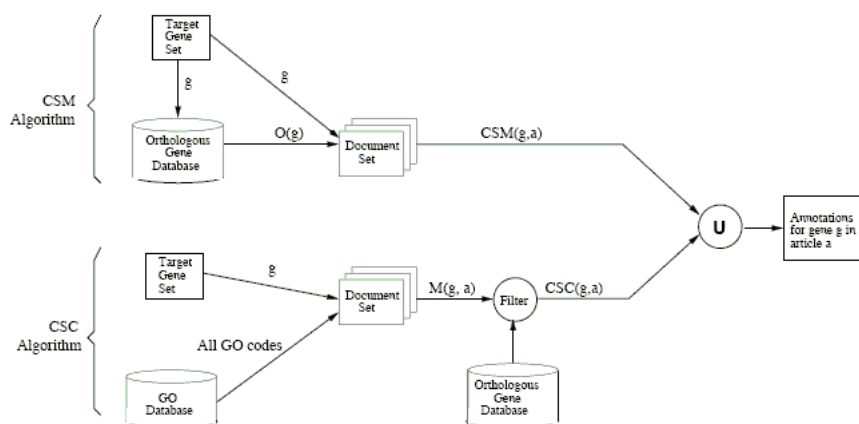 Target
Gene
Set
g
g
CSM
Algorithm
Orthologous
Gene
Database
O(g)
Document
Set
CSM(g,a)
U
Annotations
for gene g in
article a
Target
Gene
Set
g
Document
Set
M(g, a)
Filter
CSC(g,a)
CSC
Algorithm
All GO codes
GO
Database
Orthologous
Gene
Database